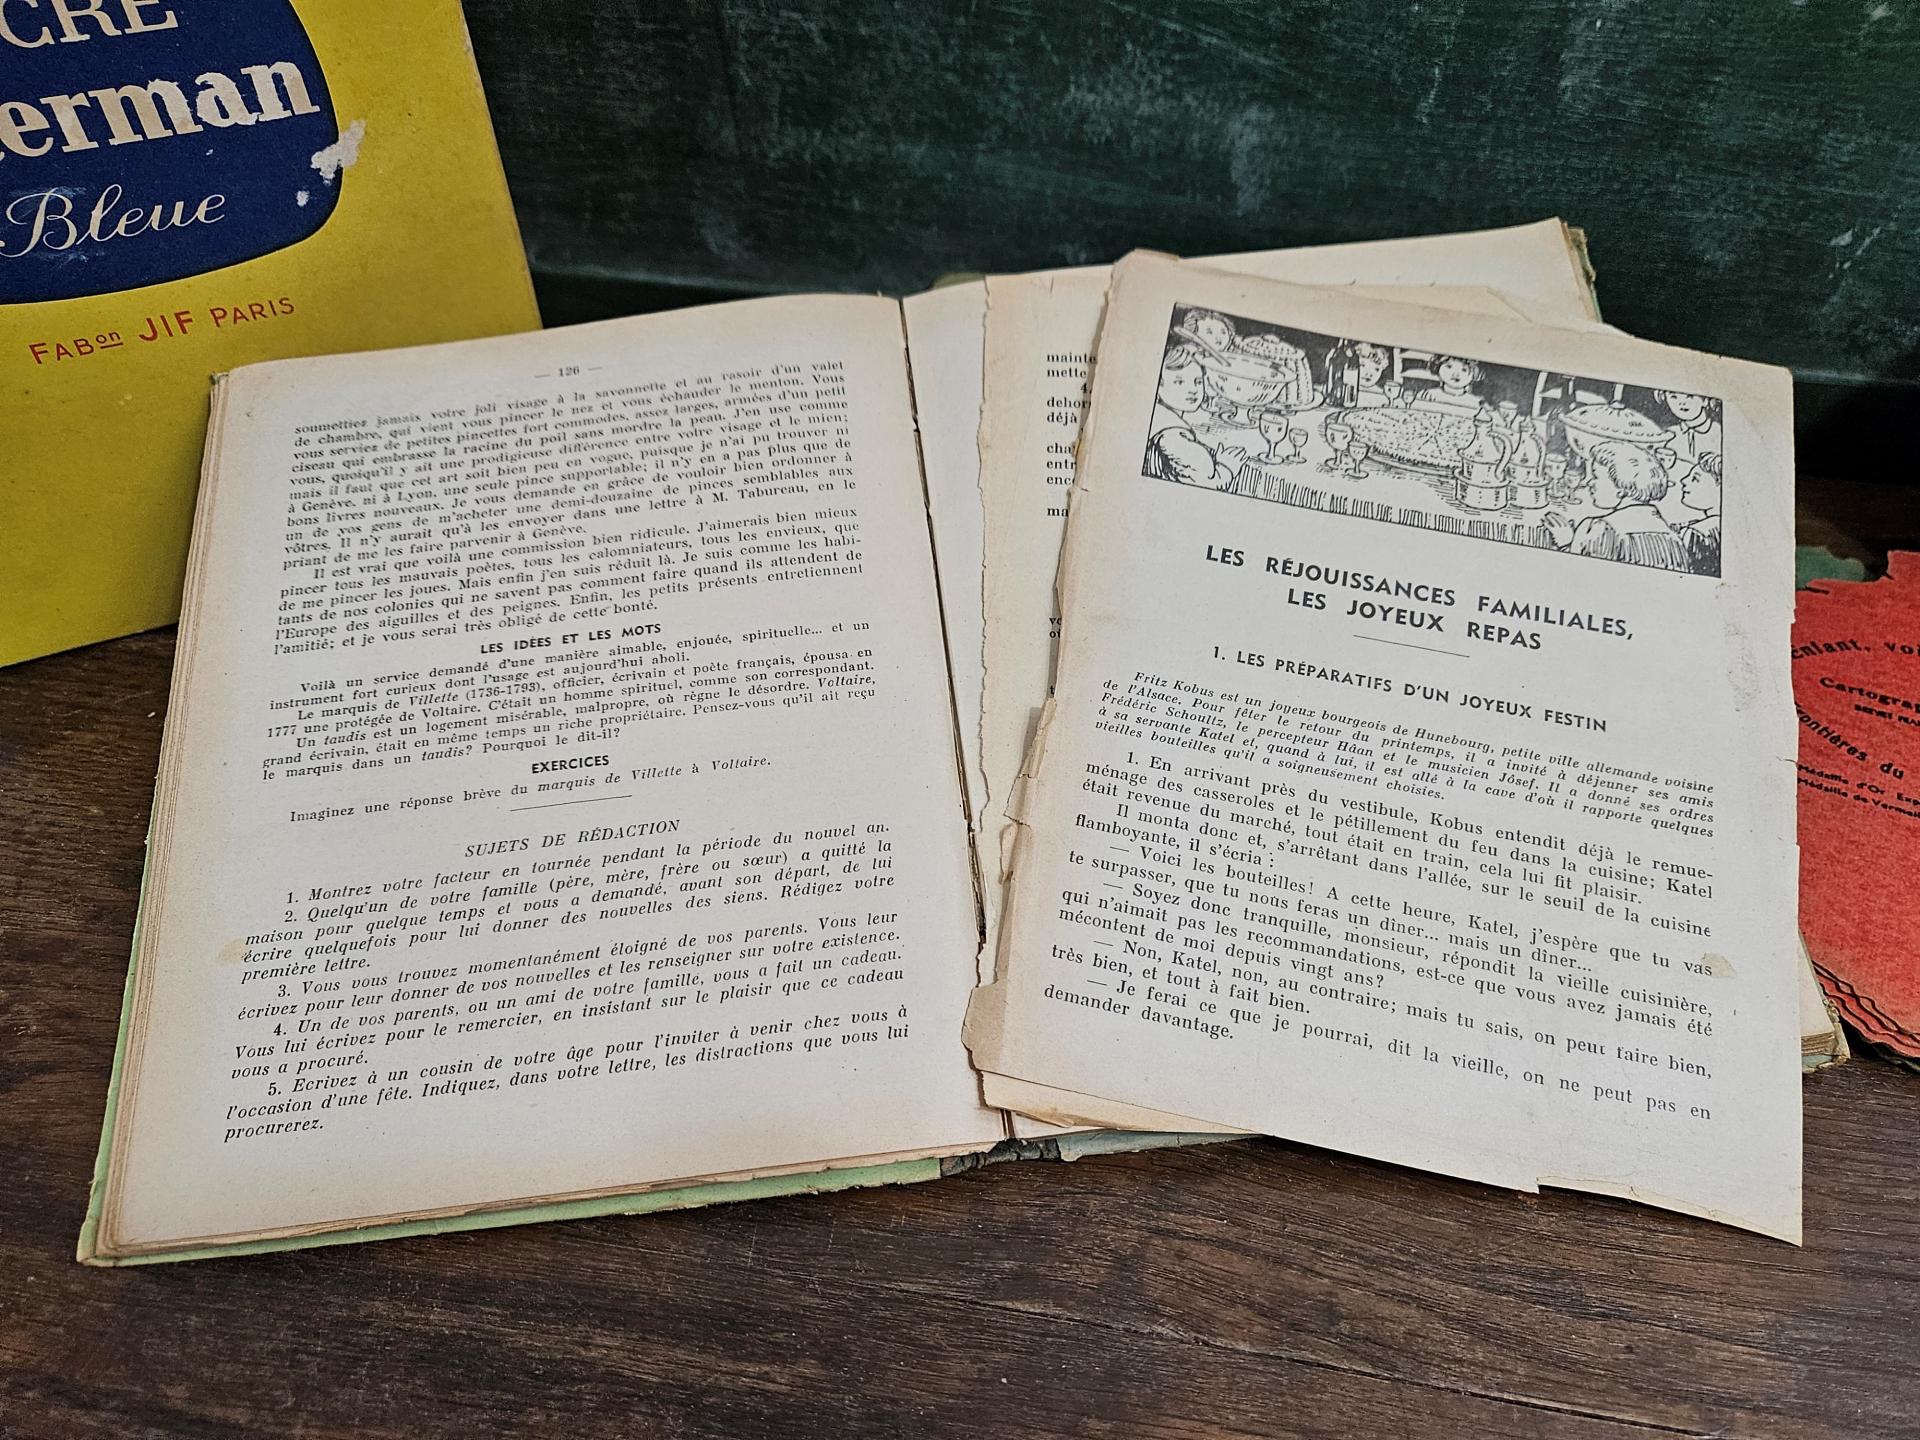 CRE
erman
Bleue
FABon JIF PARIS
— 126 —
soumettiez jamais votre joli visage à la savonnette et au rasoir d'un valet
de chambre, qui vient vous pincer le nez et vous échauder le menton. Vous
vous serviez de petites pincettes fort commodes, assez larges, armées d'un petit
ciseau qui embrasse la racine du poil sans mordre la peau. J'en use comme
vous, quoiqu'il y ait une prodigieuse différence entre votre visage et le mien;
mais il faut que cet art soit bien peu en vogue, puisque je n'ai pu trouver ni
à Genève, ni à Lyon, une seule pince supportable; il n'y en a pas plus que de
bons livres nouveaux. Je vous demande en grâce de vouloir bien ordonner à
un de vos gens de m'acheter une demi-douzaine de pinces semblables aux
vôtres. Il n'y aurait qu'à les envoyer dans une lettre à M. Tabureau, en le
priant de me les faire parvenir à Genève.
Il est vrai que voilà une commission bien ridicule. J'aimerais bien mieux
pincer tous les mauvais poètes, tous les calomniateurs, tous les envieux, que
de me pincer les joues. Mais enfin j'en suis réduit là. Je suis comme les habi-
tants de nos colonies qui ne savent pas comment faire quand ils attendent de
l'Europe des aiguilles et des peignes. Enfin, les petits présents entretiennent
l'amitié; et je vous serai très obligé de cette bonté.
LES IDÉES ET LES MOTS
Voilà un service demandé d'une manière aimable, enjouée, spirituelle... et un
instrument fort curieux dont l'usage est aujourd'hui aboli.
Le marquis de Villette (1736-1793), officier, écrivain et poète français, épousa en
1777 une protégée de Voltaire. C'était un homme spirituel, comme son correspondant.
Un taudis est un logement misérable, malpropre, où règne le désordre. Voltaire,
grand écrivain, était en même temps un riche propriétaire. Pensez-vous qu'il ait reçu
le marquis dans un taudis? Pourquoi le dit-il?
EXERCICES
Imaginez une réponse brève du marquis de Villette à Voltaire.
SUJETS DE RÉDACTION
1. Montrez votre facteur en tournée pendant la période du nouvel an.
2. Quelqu'un de votre famille (père, mère, frère ou sœur) a quitté la
maison pour quelque temps et vous a demandé, avant son départ, de lui
écrire quelquefois pour lui donner des nouvelles des siens. Rédigez votre
première lettre.
3. Vous vous trouvez momentanément éloigné de vos parents. Vous leur
écrivez pour leur donner de vos nouvelles et les renseigner sur votre existence.
4. Un de vos parents, ou un ami de votre famille, vous a fait un cadeau.
Vous lui écrivez pour le remercier, en insistant sur le plaisir que ce cadeau
vous a procuré.
5. Ecrivez à un cousin de votre âge pour l'inviter à venir chez vous à
l'occasion d'une fête. Indiquez, dans votre lettre, les distractions que vous lui
procurerez.
mainte
mette
4.
dehor
déjà
cha
entr
enc
ma
LES RÉJOUISSANCES FAMILIALES,
LES JOYEUX REPAS
1. LES PRÉPARATIFS D'UN JOYEUX FESTIN
Fritz Kobus est un joyeux bourgeois de Hunebourg, petite ville allemande voisine
de l'Alsace. Pour fêter le retour du printemps, il a invité à déjeuner ses amis
Frédéric Schoultz, le percepteur Hâan et le musicien Jósef. Il a donné ses ordres
à sa servante Katel et, quand à lui, il est allé à la cave d'où il rapporte quelques
vieilles bouteilles qu'il a soigneusement choisies.
1. En arrivant près du vestibule, Kobus entendit déjà le remue-
ménage des casseroles et le pétillement du feu dans la cuisine; Katel
était revenue du marché, tout était en train, cela lui fit plaisir.
Il monta donc et, s'arrêtant dans l'allée, sur le seuil de la cuisine
flamboyante, il s'écria :
— Voici les bouteilles! A cette heure, Katel, j'espère que tu vas
te surpasser, que tu nous feras un dîner... mais un dîner...
— Soyez donc tranquille, monsieur, répondit la vieille cuisinière,
qui n'aimait pas les recommandations, est-ce que vous avez jamais été
mécontent de moi depuis vingt ans?
— Non, Katel, non, au contraire; mais tu sais, on peut faire bien,
très bien, et tout à fait bien.
— Je ferai ce que je pourrai, dit la vieille, on ne peut pas en
demander davantage.
enfant, voi
Cartograp
rontières du
Médaille d'Or Exp
Médaille de Vermeil